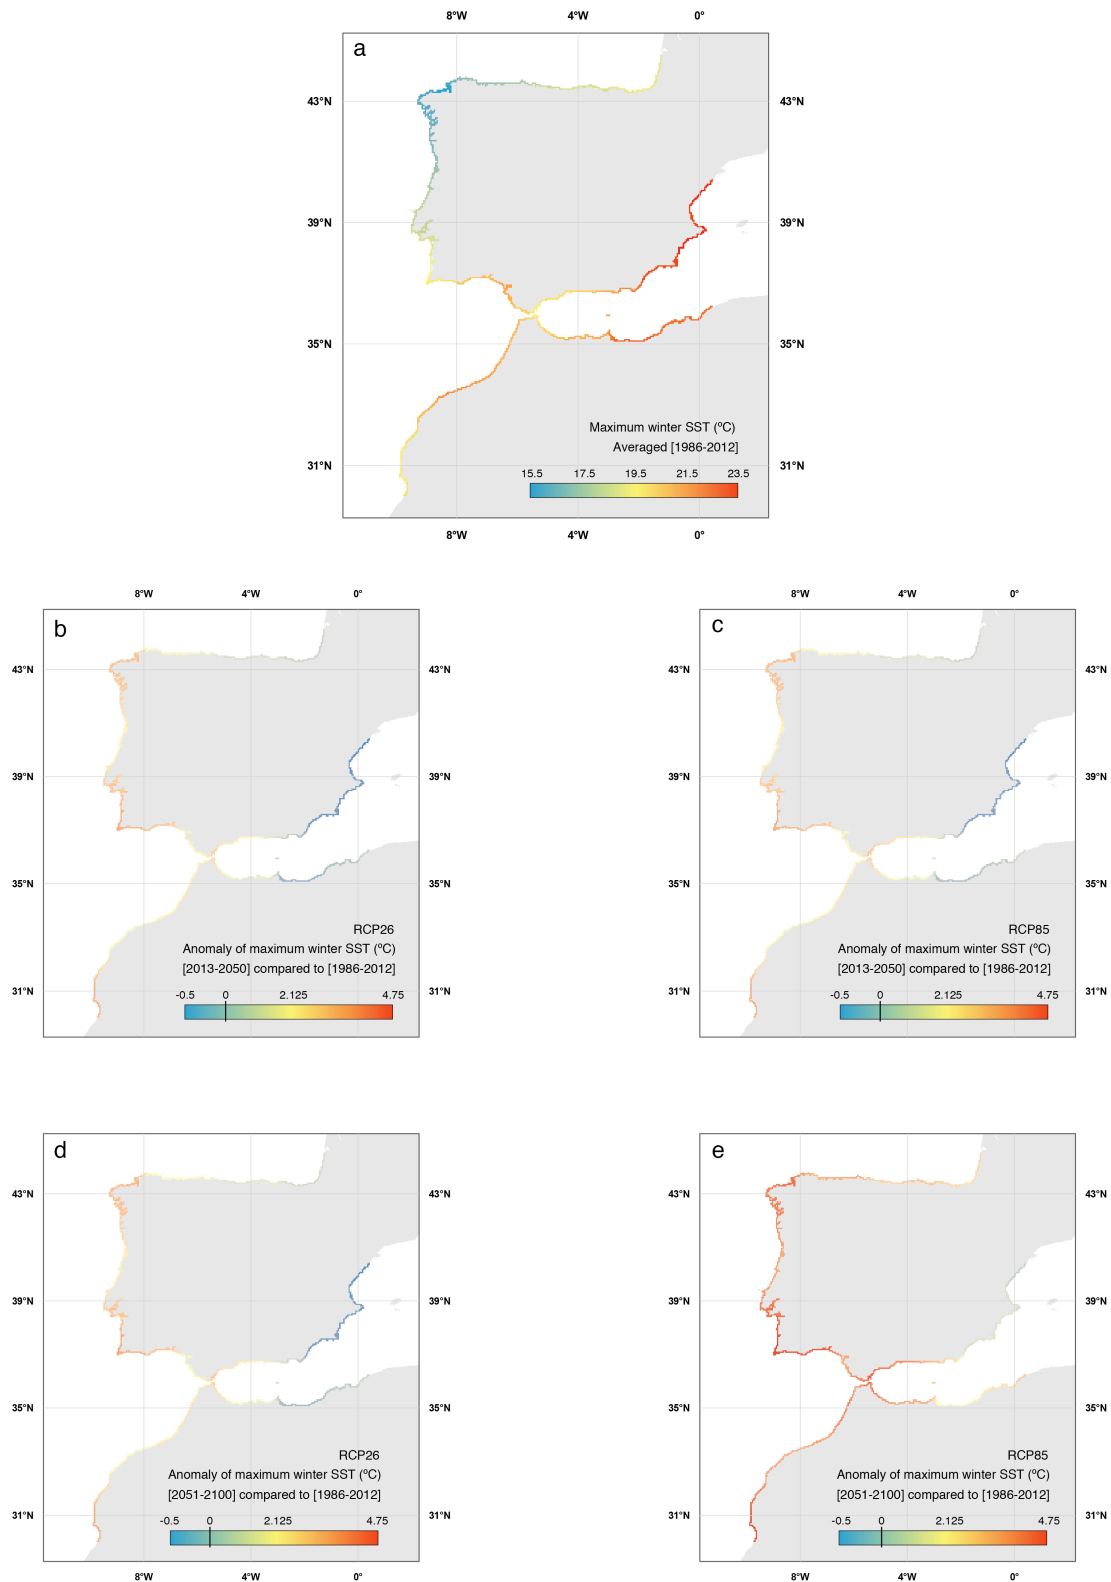 8°W 4°W 0°
a
43°N 43°N
39°N 39°N
35°N 35°N
Maximum winter SST (ºC)
Averaged [1986-2012]
31°N 31°N
15.5 17.5 19.5 21.5 23.5
8°W 4°W 0°
8°W 4°W 0°
b
43°N 43°N
39°N 39°N
35°N 35°N
RCP26
Anomaly of maximum winter SST (ºC)
[2013-2050] compared to [1986-2012]
31°N 31°N
-0.5 0 2.125 4.75
8°W 4°W 0°
c
43°N 43°N
39°N 39°N
35°N 35°N
RCP85
Anomaly of maximum winter SST (ºC)
[2013-2050] compared to [1986-2012]
31°N 31°N
-0.5 0 2.125 4.75
d
43°N 43°N
39°N 39°N
35°N 35°N
RCP26
Anomaly of maximum winter SST (ºC)
[2051-2100] compared to [1986-2012]
31°N 31°N
-0.5 0 2.125 4.75
8°W 4°W 0°
e
43°N 43°N
39°N 39°N
35°N 35°N
RCP85
Anomaly of maximum winter SST (ºC)
[2051-2100] compared to [1986-2012]
31°N 31°N
-0.5 0 2.125 4.75
8°W 4°W 0°